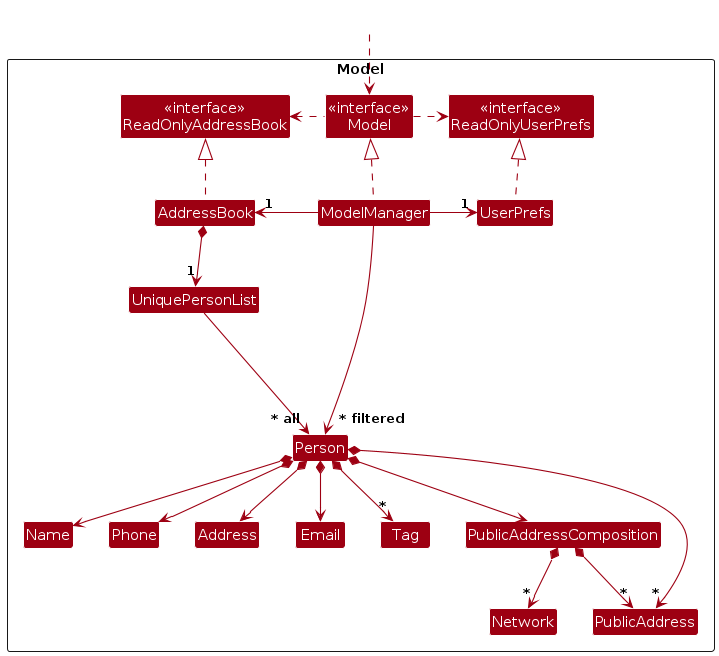 Model
«interface»
ReadOnlyAddressBook
«interface»
Model
«interface»
ReadOnlyUserPrefs
AddressBook
1
ModelManager
1
UserPrefs
1
UniquePersonList
* all
* filtered
Person
*
Name
Phone
Address
Email
Tag
PublicAddressComposition
*
*
*
Network
PublicAddress